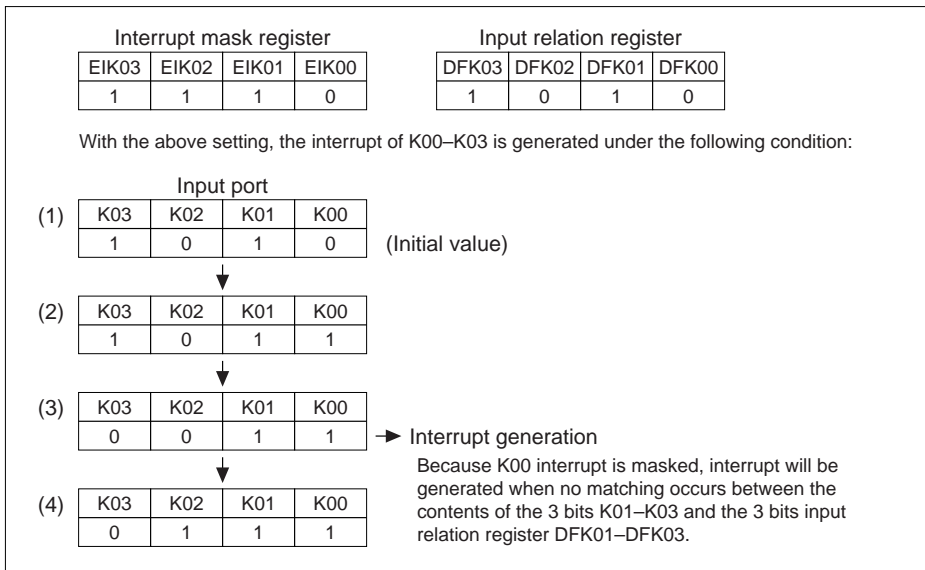 Interrupt mask register
EIK03 EIK02 EIK01 EIK00
1 1 1 0
Input relation register
DFK03 DFK02 DFK01 DFK00
1 0 1 0
With the above setting, the interrupt of K00–K03 is generated under the following condition:
Input port
(1) K03 K02 K01 K00
1 0 1 0 (Initial value)
(2) K03 K02 K01 K00
1 0 1 1
(3) K03 K02 K01 K00
0 0 1 1 Interrupt generation
Because K00 interrupt is masked, interrupt will be
generated when no matching occurs between the
contents of the 3 bits K01–K03 and the 3 bits input
relation register DFK01–DFK03.
(4) K03 K02 K01 K00
0 1 1 1